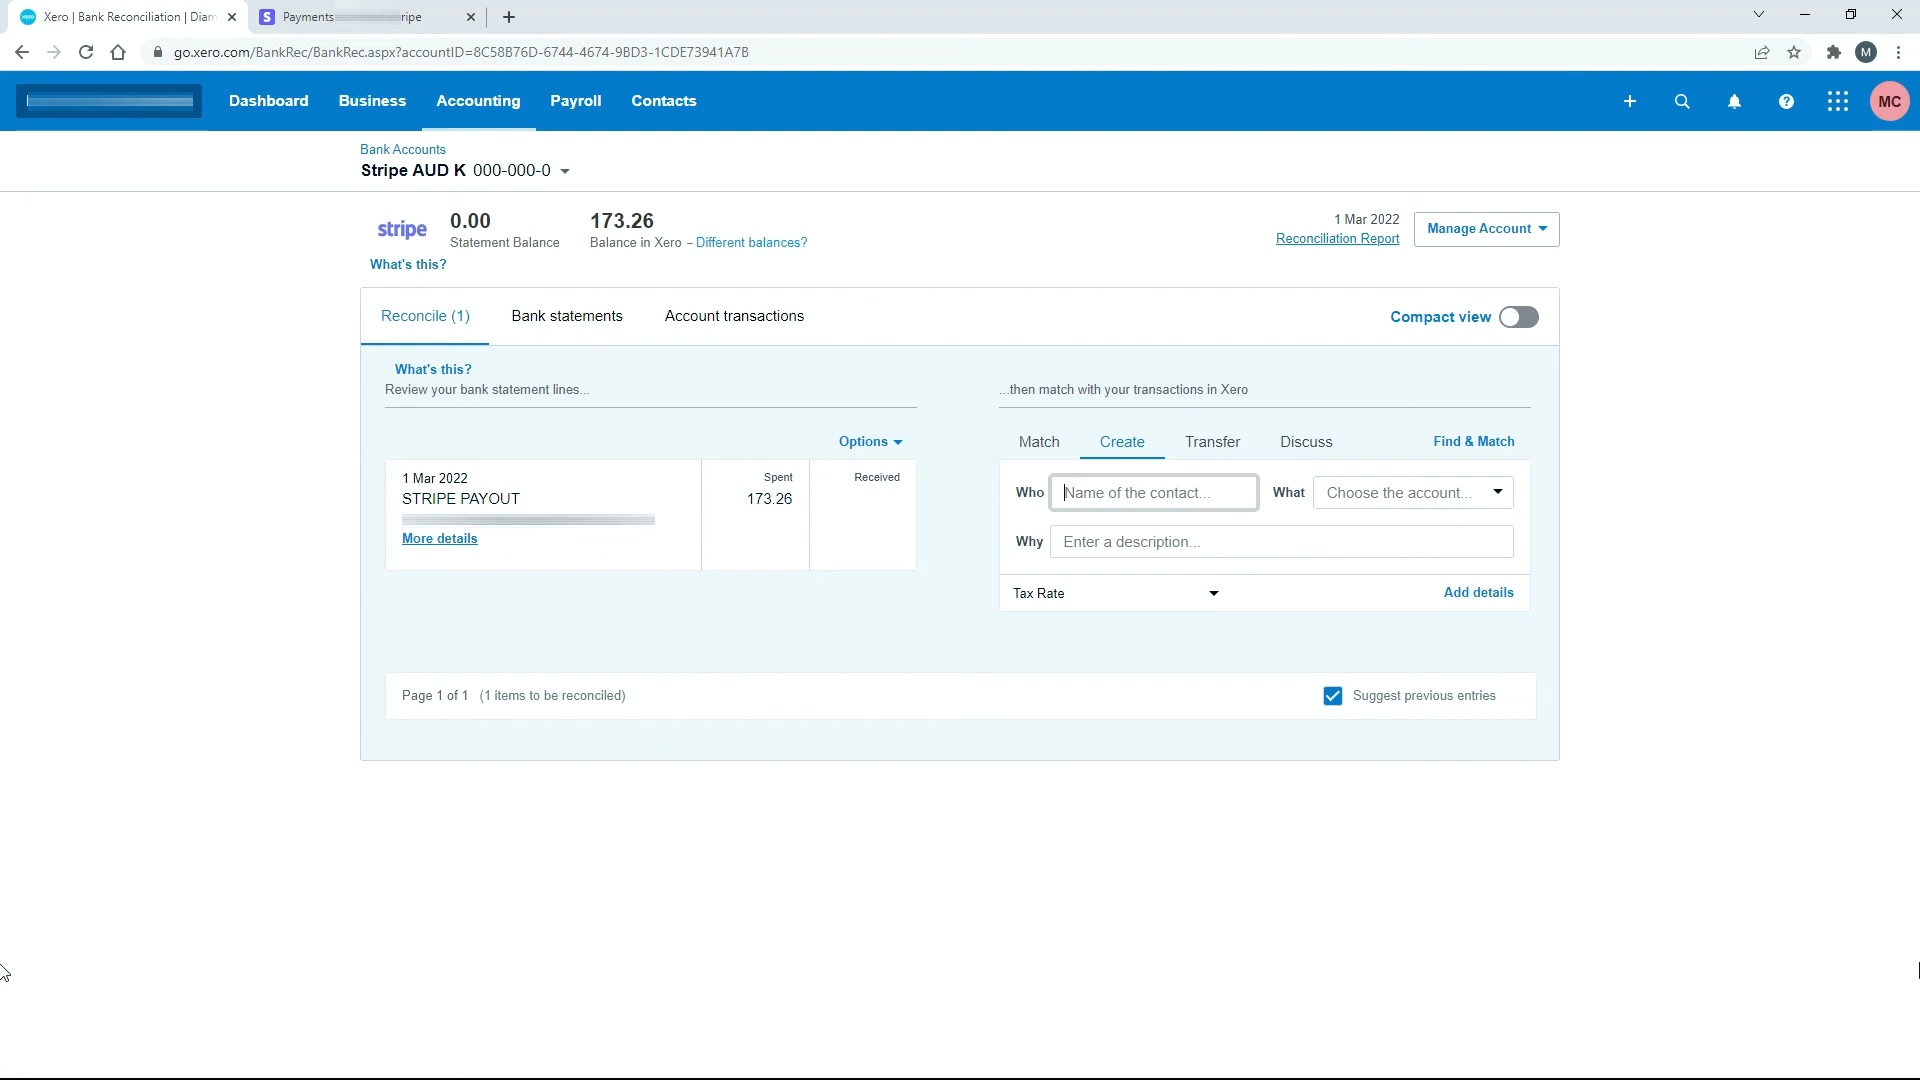 Xero | Bank Reconciliation | Diam
Payments ripe
go.xero.com/BankRec/BankRec.aspx?accountID=8C58B76D-6744-4674-9BD3-1CDE73941A7B
M
Dashboard Business Accounting Payroll Contacts
MC
Bank Accounts
Stripe AUD K 000-000-0
stripe
0.00
Statement Balance
173.26
Balance in Xero - Different balances?
1 Mar 2022
Reconciliation Report
Manage Account
What's this?
Reconcile (1) Bank statements Account transactions
Compact view
What's this?
Review your bank statement lines...
...then match with your transactions in Xero
Options
Match Create Transfer Discuss Find & Match
1 Mar 2022
STRIPE PAYOUT
More details
Spent
173.26
Received
Who Name of the contact... What Choose the account...
Why Enter a description...
Tax Rate Add details
Page 1 of 1 (1 items to be reconciled)
Suggest previous entries